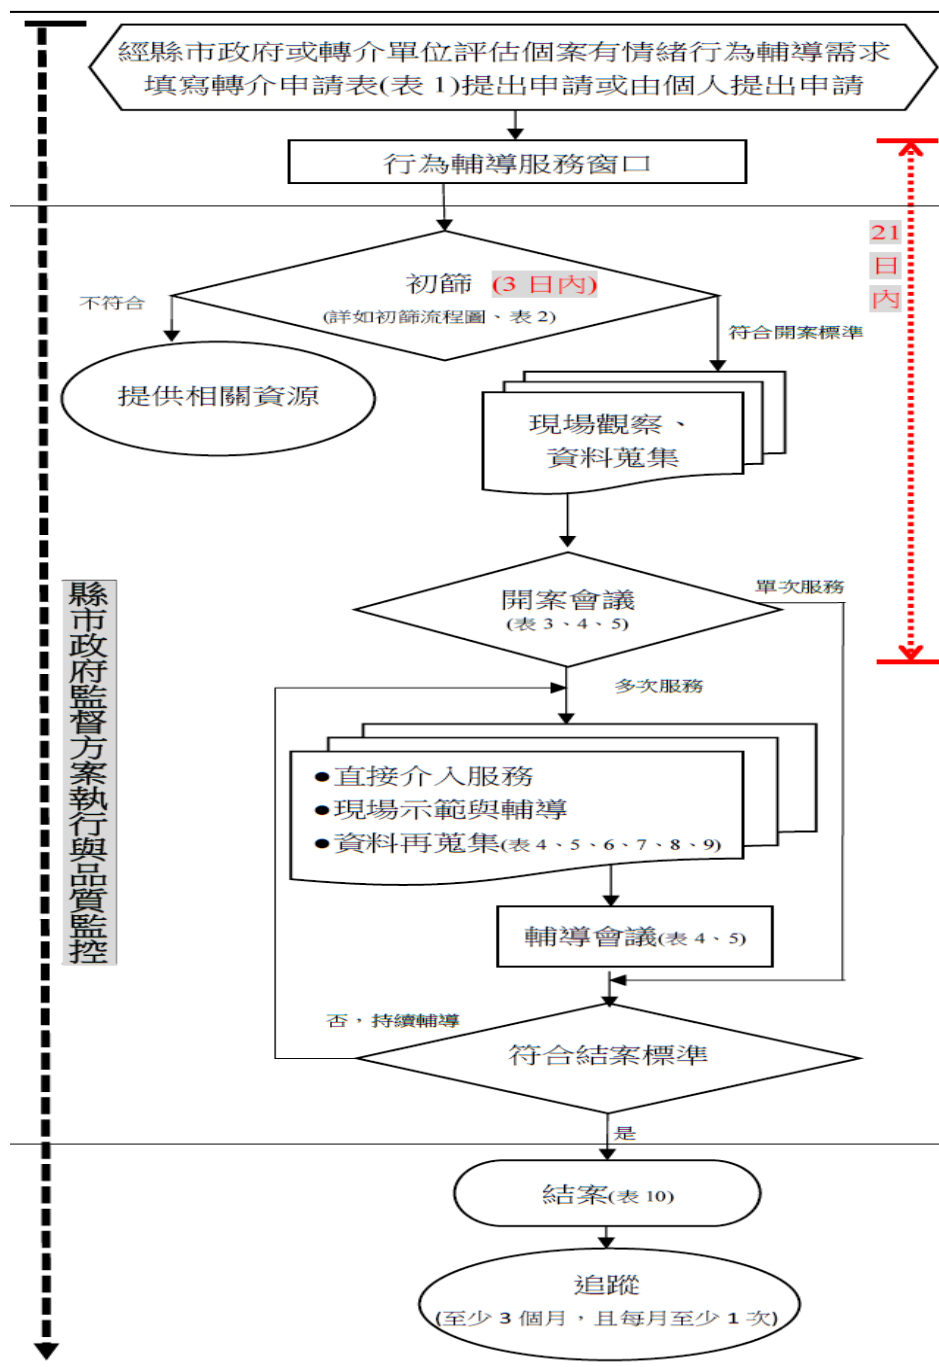 經縣市政府或轉介單位評估個案有情緒行為輔導需求
填寫轉介申請表(表 1)提出申請或由個人提出申請
行為輔導服務窗口
21
日
內
初篩 (3 日內)
(詳如初篩流程圖、表 2)
不符合
符合開案標準
提供相關資源
現場觀察、
資料蒐集
開案會議
(表 3、4、5)
單次服務
多次服務
●直接介入服務
●現場示範與輔導
●資料再蒐集(表 4、5、6、7、8、9)
輔導會議(表 4、5)
否，持續輔導
符合結案標準
是
結案(表 10)
追蹤
(至少 3 個月，且每月至少 1 次)
縣市政府監督方案執行與品質監控